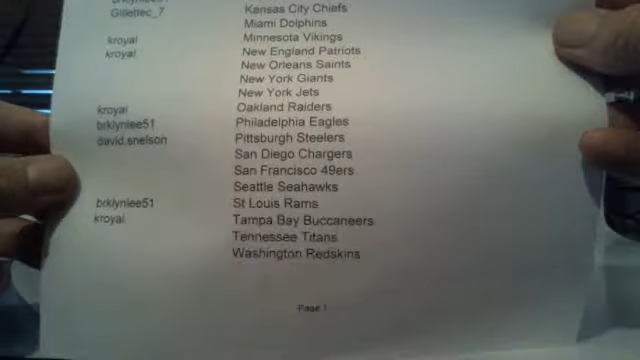 Gillettec_7 Kansas City Chiefs
Miami Dolphins
kroyal Minnesota Vikings
kroyal New England Patriots
New Orleans Saints
New York Giants
New York Jets
kroyal Oakland Raiders
brklynlee51 Philadelphia Eagles
david.snelson Pittsburgh Steelers
San Diego Chargers
San Francisco 49ers
Seattle Seahawks
brklynlee51 St Louis Rams
kroyal Tampa Bay Buccaneers
Tennessee Titans
Washington Redskins
Page 1